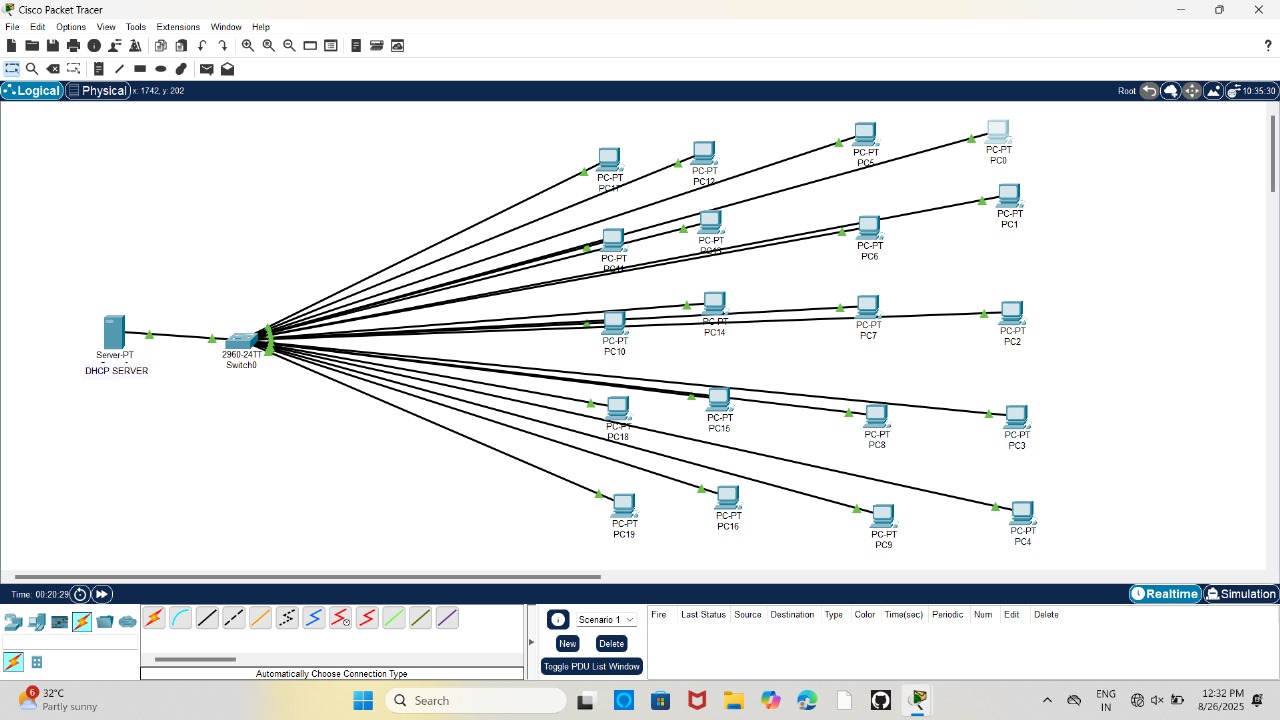 Cisco Packet Tracer
File Edit Options View Tools Extensions Window Help
?
Logical Physical x: 1742, y: 202 Root 10:35:30
PC-PT
PC17
PC-PT
PC12
PC-PT
PC5
PC-PT
PC0
PC-PT
PC11
PC-PT
PC13
PC-PT
PC6
PC-PT
PC1
Server-PT
DHCP SERVER
2960-24TT
Switch0
PC-PT
PC10
PC-PT
PC14
PC-PT
PC7
PC-PT
PC2
PC-PT
PC18
PC-PT
PC15
PC-PT
PC8
PC-PT
PC3
PC-PT
PC19
PC-PT
PC16
PC-PT
PC9
PC-PT
PC4
Time: 00:20:29 Realtime Simulation
Scenario 1
New Delete
Toggle PDU List Window
Fire Last Status Source Destination Type Color Time(sec) Periodic Num Edit Delete
Automatically Choose Connection Type
6
32°C
Partly sunny
Search
ENG
IN
12:32 PM
8/26/2025